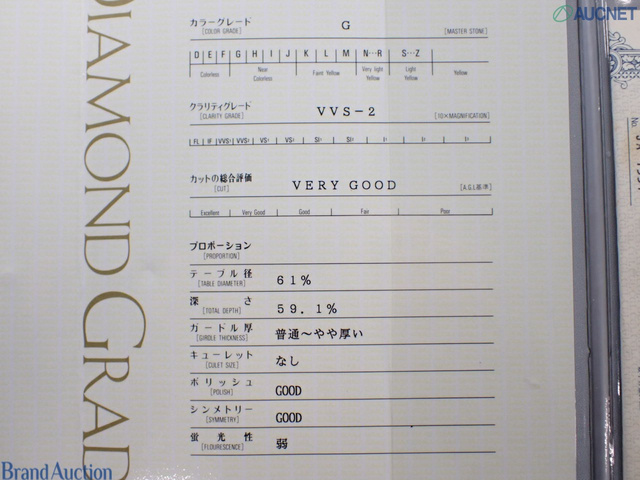 AUCNET
DIAMOND GRAD
カラーグレード
[COLOR GRADE]
G
[MASTER STONE]
D E F G H I J K L M N···R S···Z
Colorless
Near Colorless
Faint Yellow
Very light Yellow
Light Yellow
Yellow
クラリティグレード
[CLARITY GRADE]
VVS-2
[10×MAGNIFICATION]
FL IF VVS1 VVS2 VS1 VS2 SI1 SI2 I1 I2 I3
カットの総合評価
[CUT]
VERY GOOD
[A.G.L基準]
Excellent Very Good Good Fair Poor
プロポーション
[PROPORTION]
テーブル径
[TABLE DIAMETER]
61%
深さ
[TOTAL DEPTH]
59.1%
ガードル厚
[GIRDLE THICKNESS]
普通～やや厚い
キューレット
[CULET SIZE]
なし
ポリッシュ
[POLISH]
GOOD
シンメトリー
[SYMMETRY]
GOOD
蛍光性
[FLOURESCENCE]
弱
No
Brand Auction